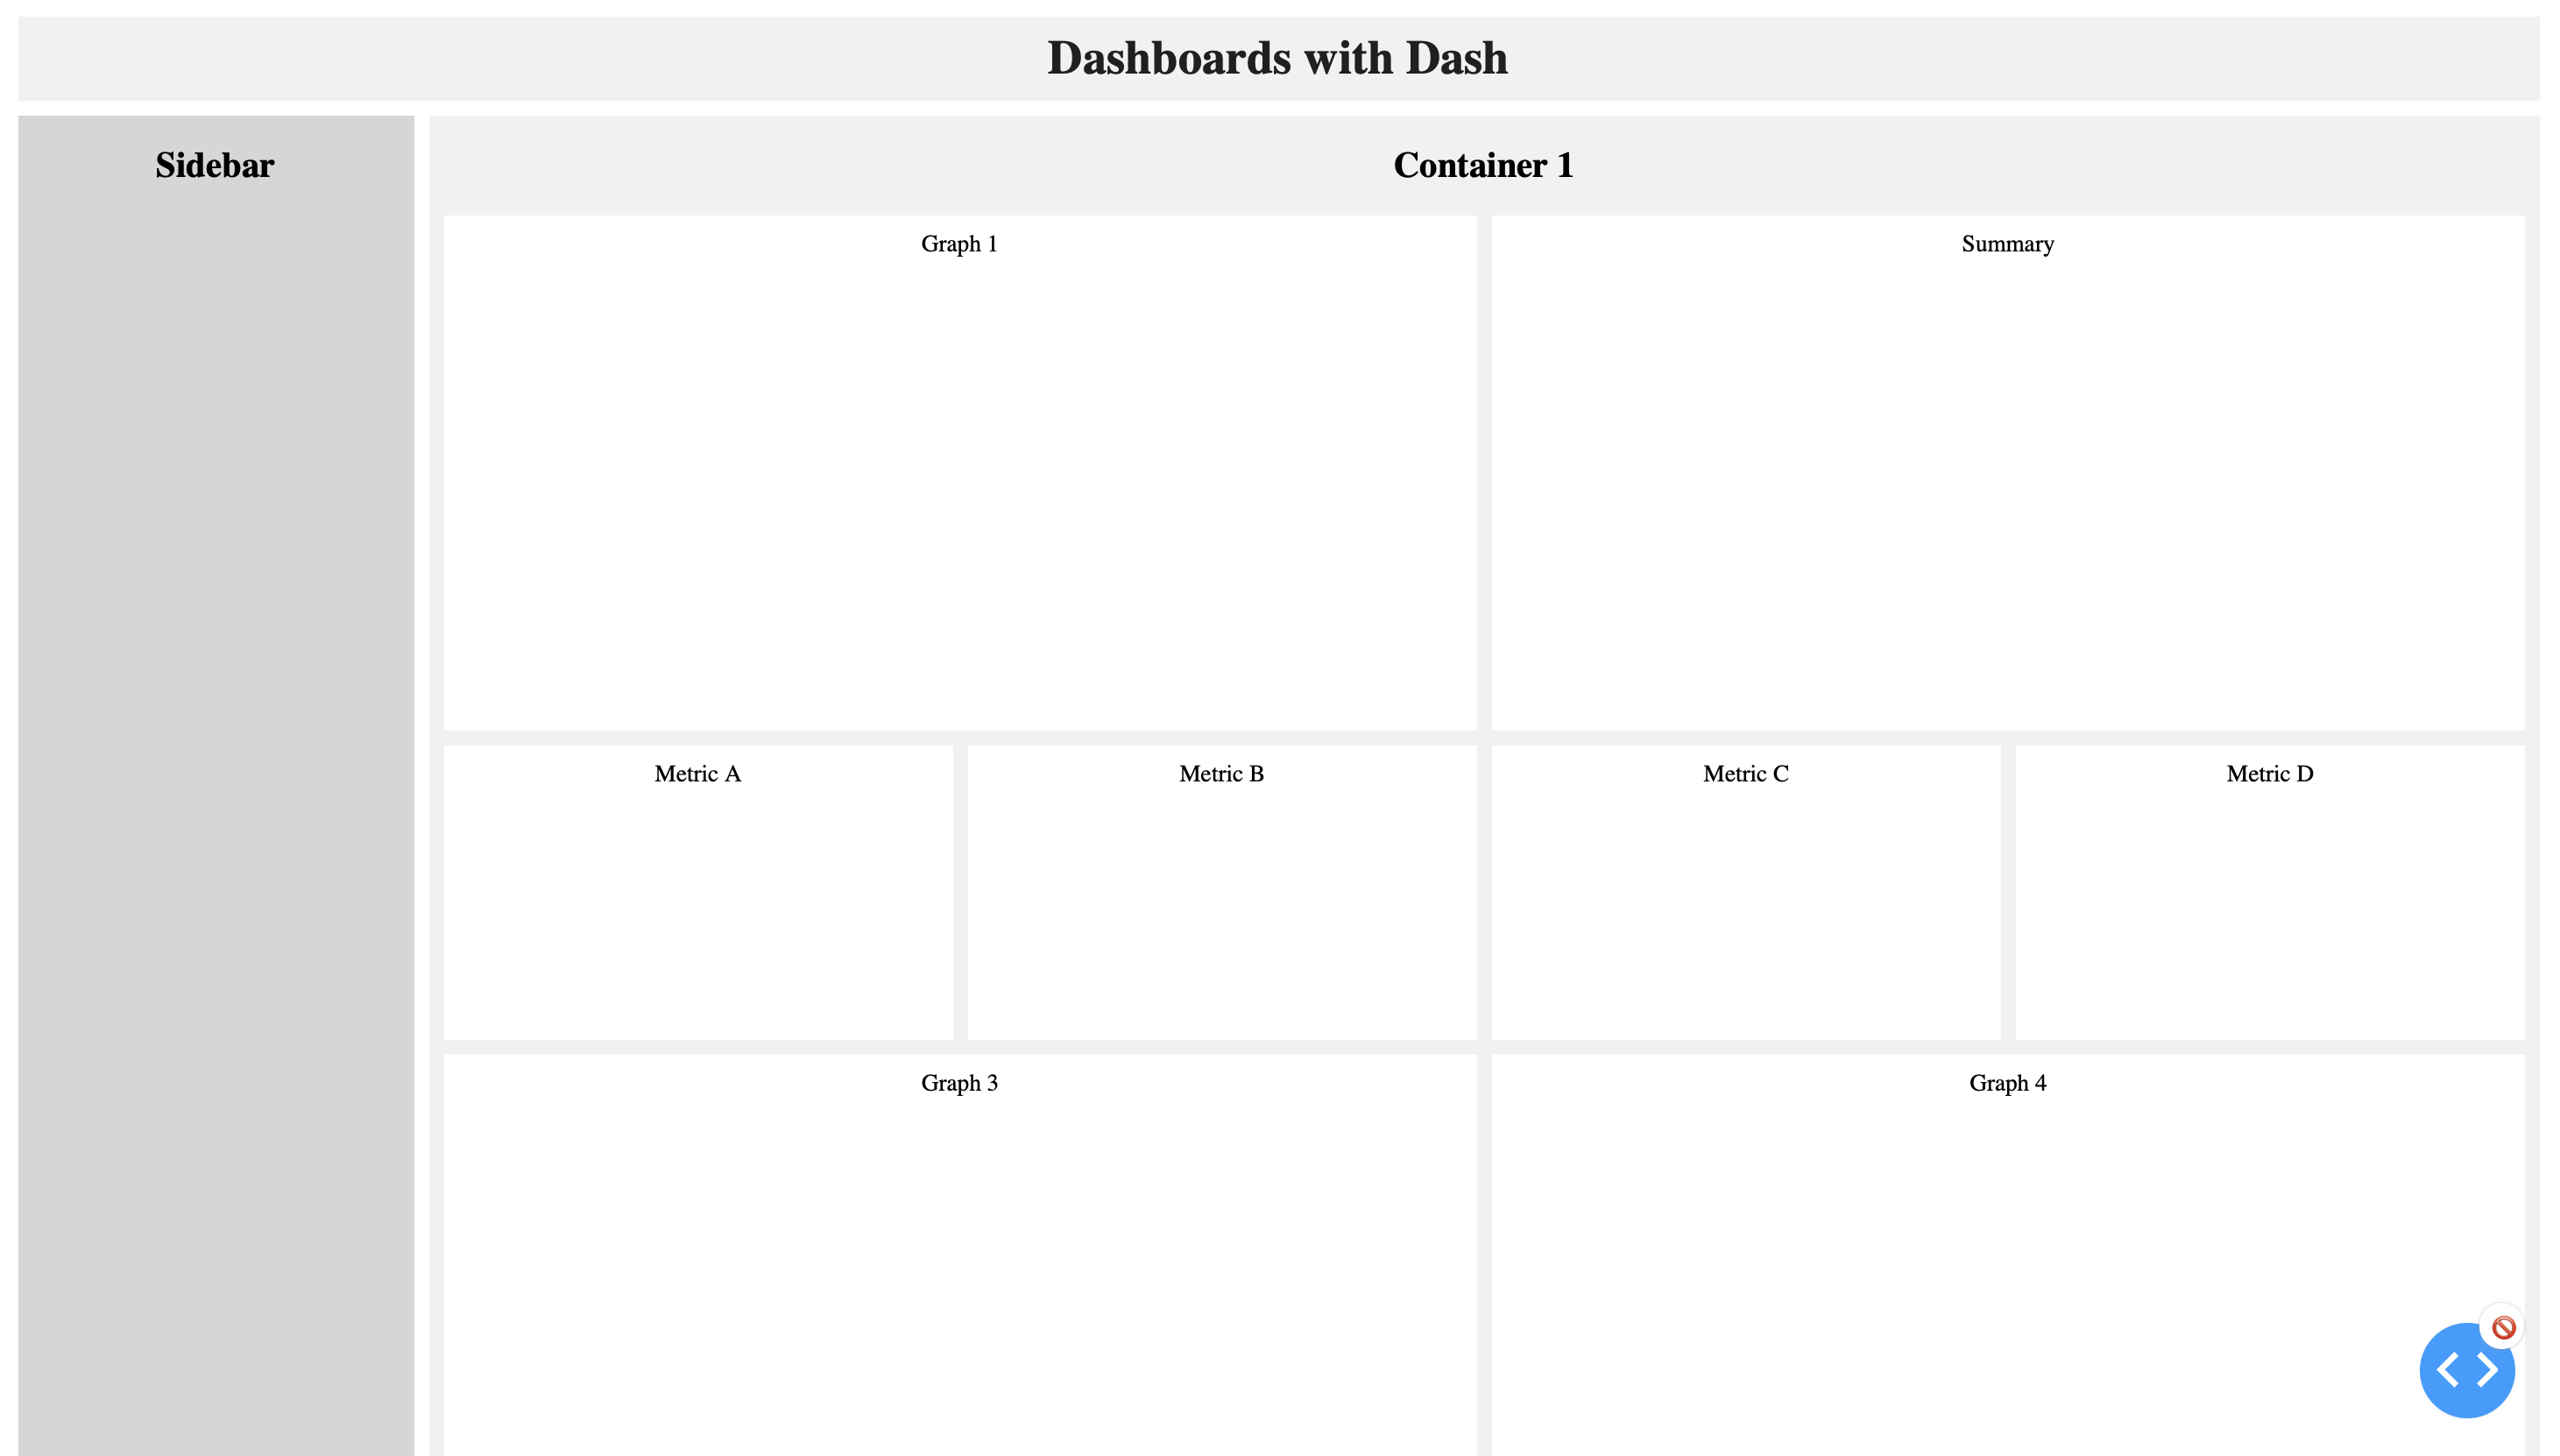 Dashboards with Dash
Sidebar
Container 1
Graph 1
Summary
Metric A
Metric B
Metric C
Metric D
Graph 3
Graph 4